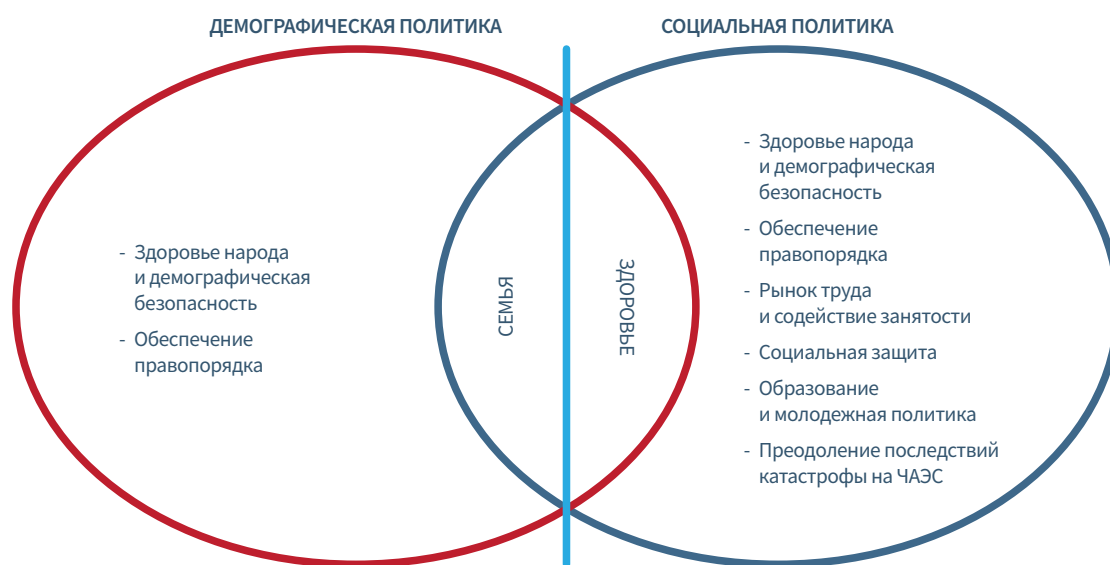 ДЕМОГРАФИЧЕСКАЯ ПОЛИТИКА
СОЦИАЛЬНАЯ ПОЛИТИКА
- Здоровье народа
и демографическая
безопасность
- Обеспечение
правопорядка
СЕМЬЯ
ЗДОРОВЬЕ
- Здоровье народа
и демографическая
безопасность
- Обеспечение
правопорядка
- Рынок труда
и содействие занятости
- Социальная защита
- Образование
и молодежная политика
- Преодоление последствий
катастрофы на ЧАЭС